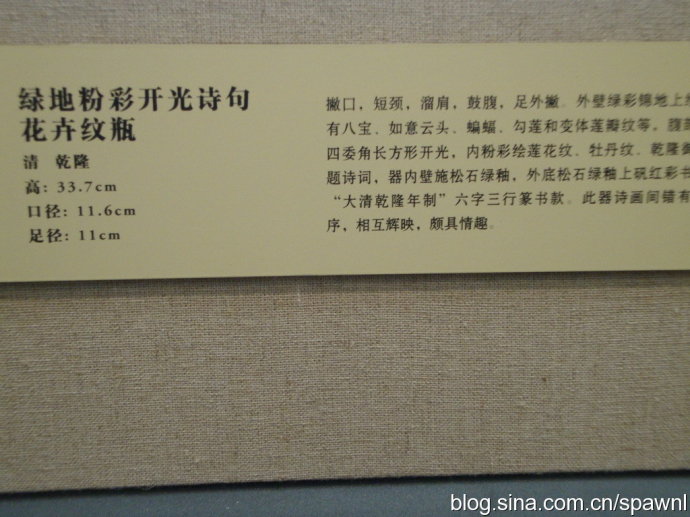 绿地粉彩开光诗句
花卉纹瓶
清 乾隆
高: 33.7cm
口径: 11.6cm
足径: 11cm
撇口，短颈，溜肩，鼓腹，足外撇。外壁绿彩锦地上
有八宝、如意云头、蝙蝠、勾莲和变体莲瓣纹等。腹
四委角长方形开光，内粉彩绘莲花纹、牡丹纹、乾隆
题诗词，器内壁施松石绿釉，外底松石绿釉上矾红彩书
“大清乾隆年制”六字三行篆书款。此器诗画间错有
序，相互辉映，颇具情趣。
blog.sina.com.cn/spawnl